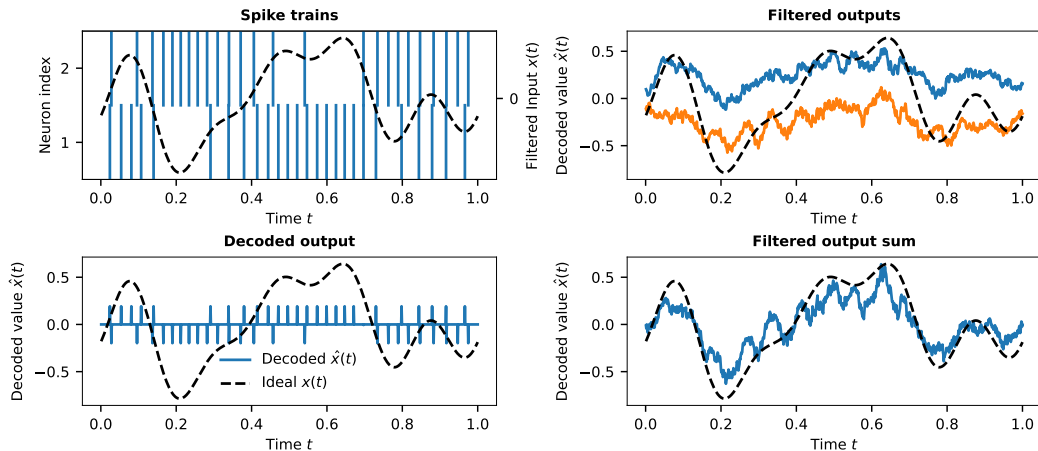 Spike trains
Neuron index
2
1
0
Filtered Input x(t)
0.0 0.2 0.4 0.6 0.8 1.0
Time t
Filtered outputs
Decoded value x̂(t)
0.5
0.0
−0.5
0.0 0.2 0.4 0.6 0.8 1.0
Time t
Decoded output
Decoded value x̂(t)
0.5
0.0
−0.5
Decoded x̂(t)
Ideal x(t)
0.0 0.2 0.4 0.6 0.8 1.0
Time t
Filtered output sum
Decoded value x̂(t)
0.5
0.0
−0.5
0.0 0.2 0.4 0.6 0.8 1.0
Time t